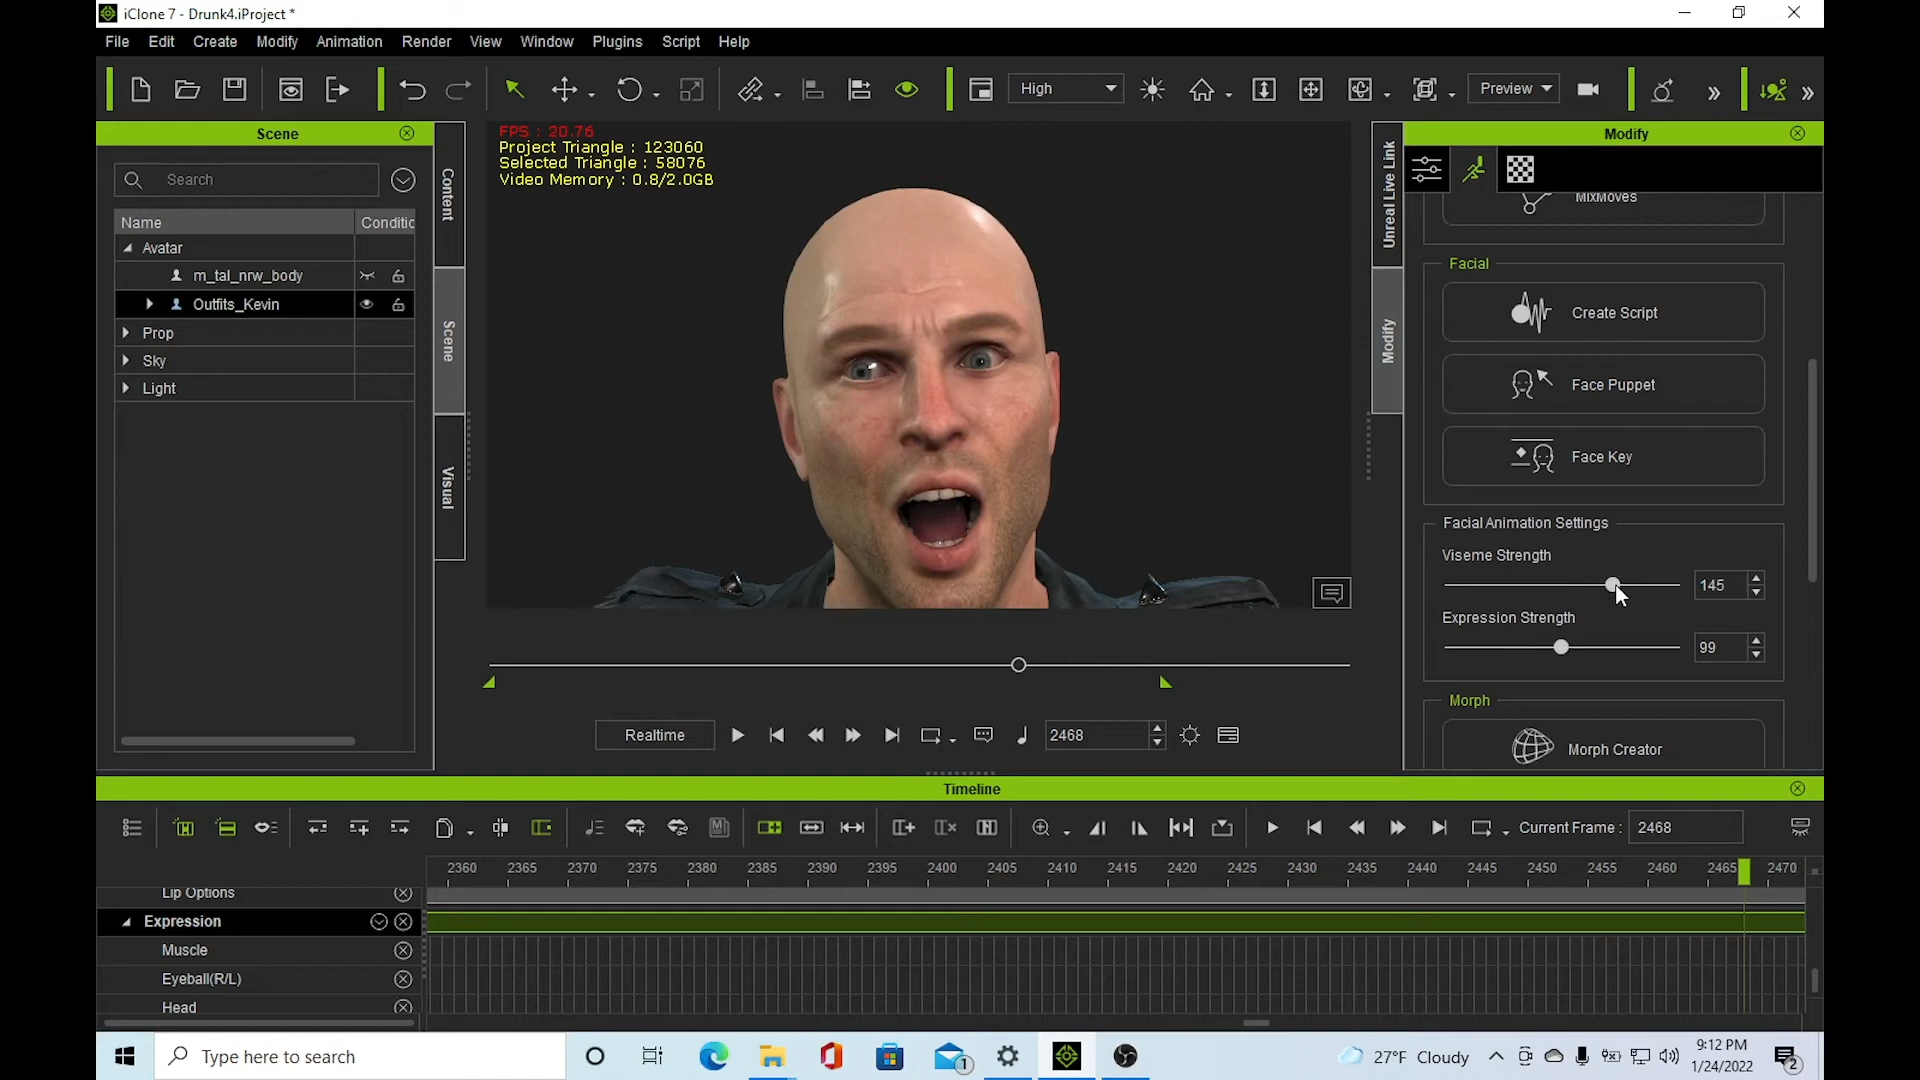 iClone 7 - Drunk4.iProject *
File Edit Create Modify Animation Render View Window Plugins Script Help
High
Preview
Scene
Search
Name Conditic
Avatar
m_tal_nrw_body
Outfits_Kevin
Prop
Sky
Light
Content
Scene
Visual
FPS : 20.76
Project Triangle : 123060
Selected Triangle : 58076
Video Memory : 0.8/2.0GB
Unreal Live Link
Modify
Modify
MixMoves
Facial
Create Script
Face Puppet
Face Key
Facial Animation Settings
Viseme Strength
145
Expression Strength
99
Morph
Morph Creator
Realtime
2468
Timeline
Current Frame : 2468
2360 2365 2370 2375 2380 2385 2390 2395 2400 2405 2410 2415 2420 2425 2430 2435 2440 2445 2450 2455 2460 2465 2470
Lip Options
Expression
Muscle
Eyeball(R/L)
Head
Type here to search
1
27°F Cloudy
9:12 PM
1/24/2022
2